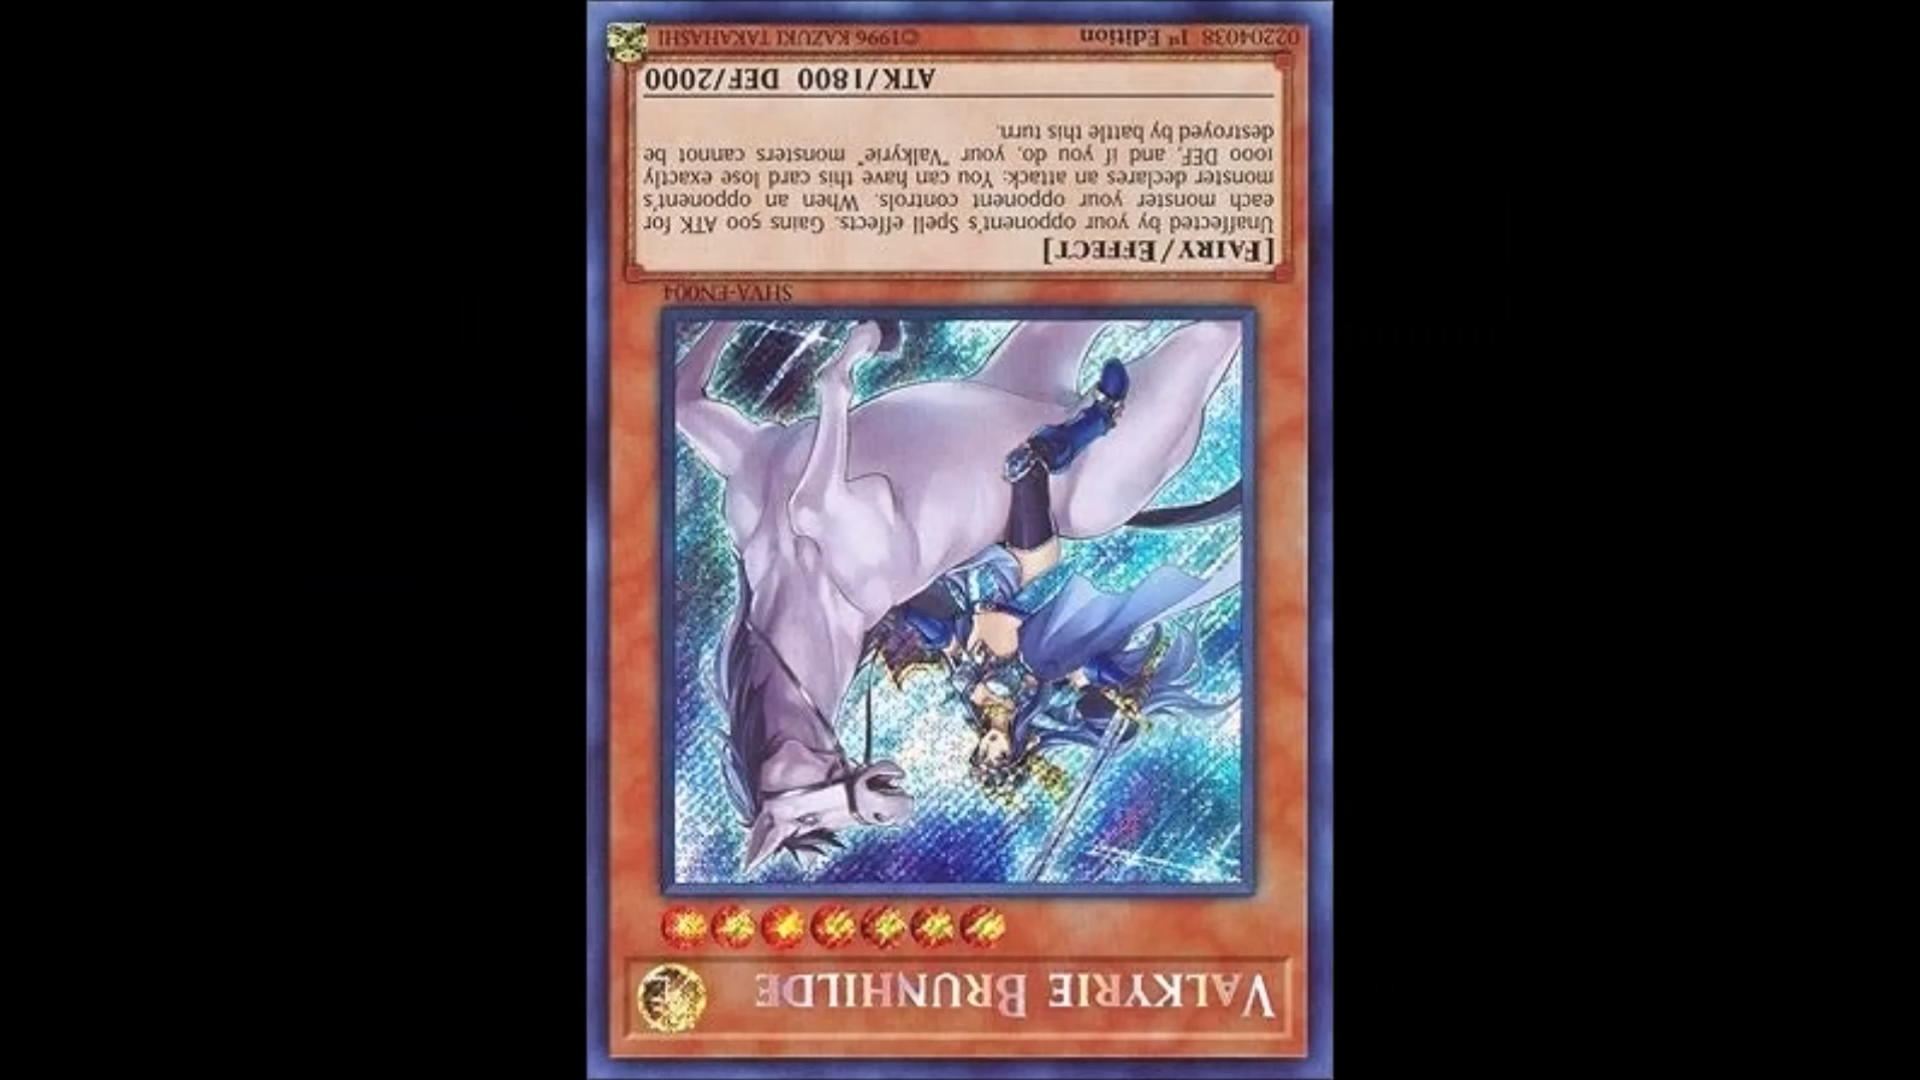 VALKYRIE BRUNHILDE
SHVA-EN004
[FAIRY/EFFECT]
Unaffected by your opponent's Spell effects. Gains 500 ATK for
each monster your opponent controls. When an opponent's
monster declares an attack: You can have this card lose exactly
1000 DEF, and if you do, your "Valkyrie" monsters cannot be
destroyed by battle this turn.
ATK/1800 DEF/2000
02204038 1st Edition ©1996 KAZUKI TAKAHASHI